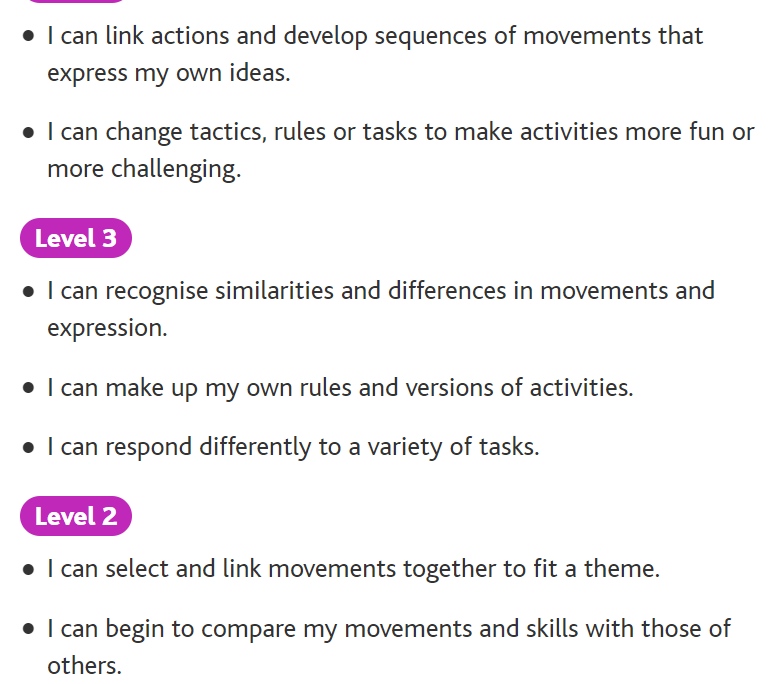 I can link actions and develop sequences of movements that
express my own ideas.
I can change tactics, rules or tasks to make activities more fun or
more challenging.
Level 3
I can recognise similarities and differences in movements and
expression.
I can make up my own rules and versions of activities.
I can respond differently to a variety of tasks.
Level 2
I can select and link movements together to fit a theme.
I can begin to compare my movements and skills with those of
others.